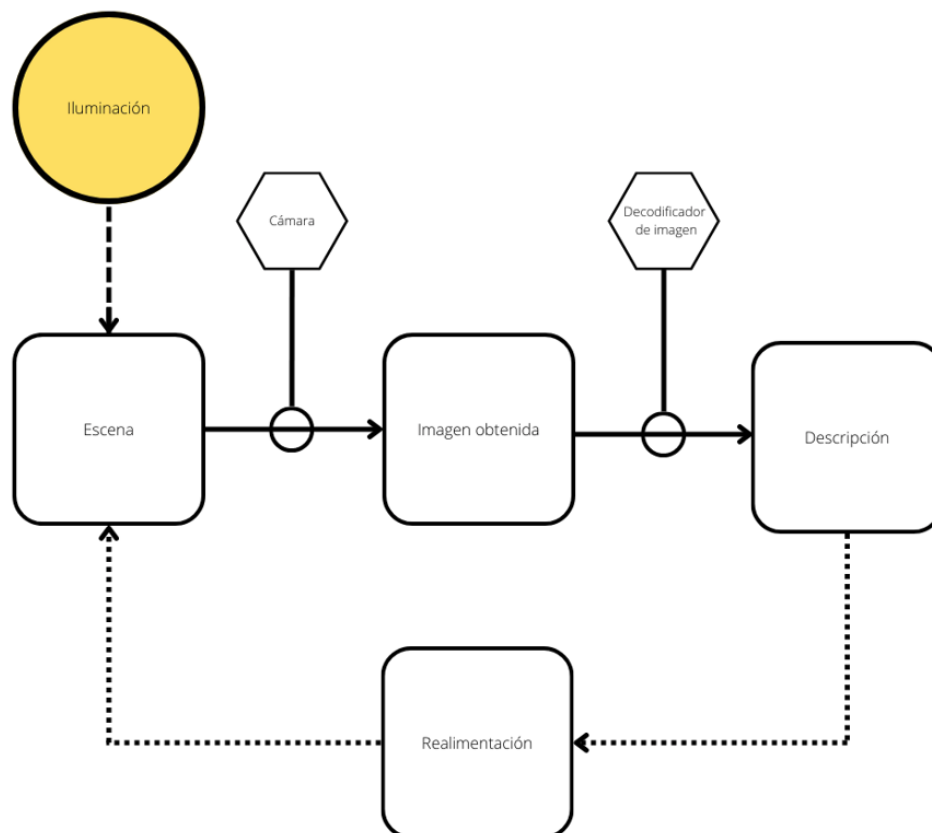 Iluminación
Cámara
Decodificador
de imagen
Escena
Imagen obtenida
Descripción
Realimentación